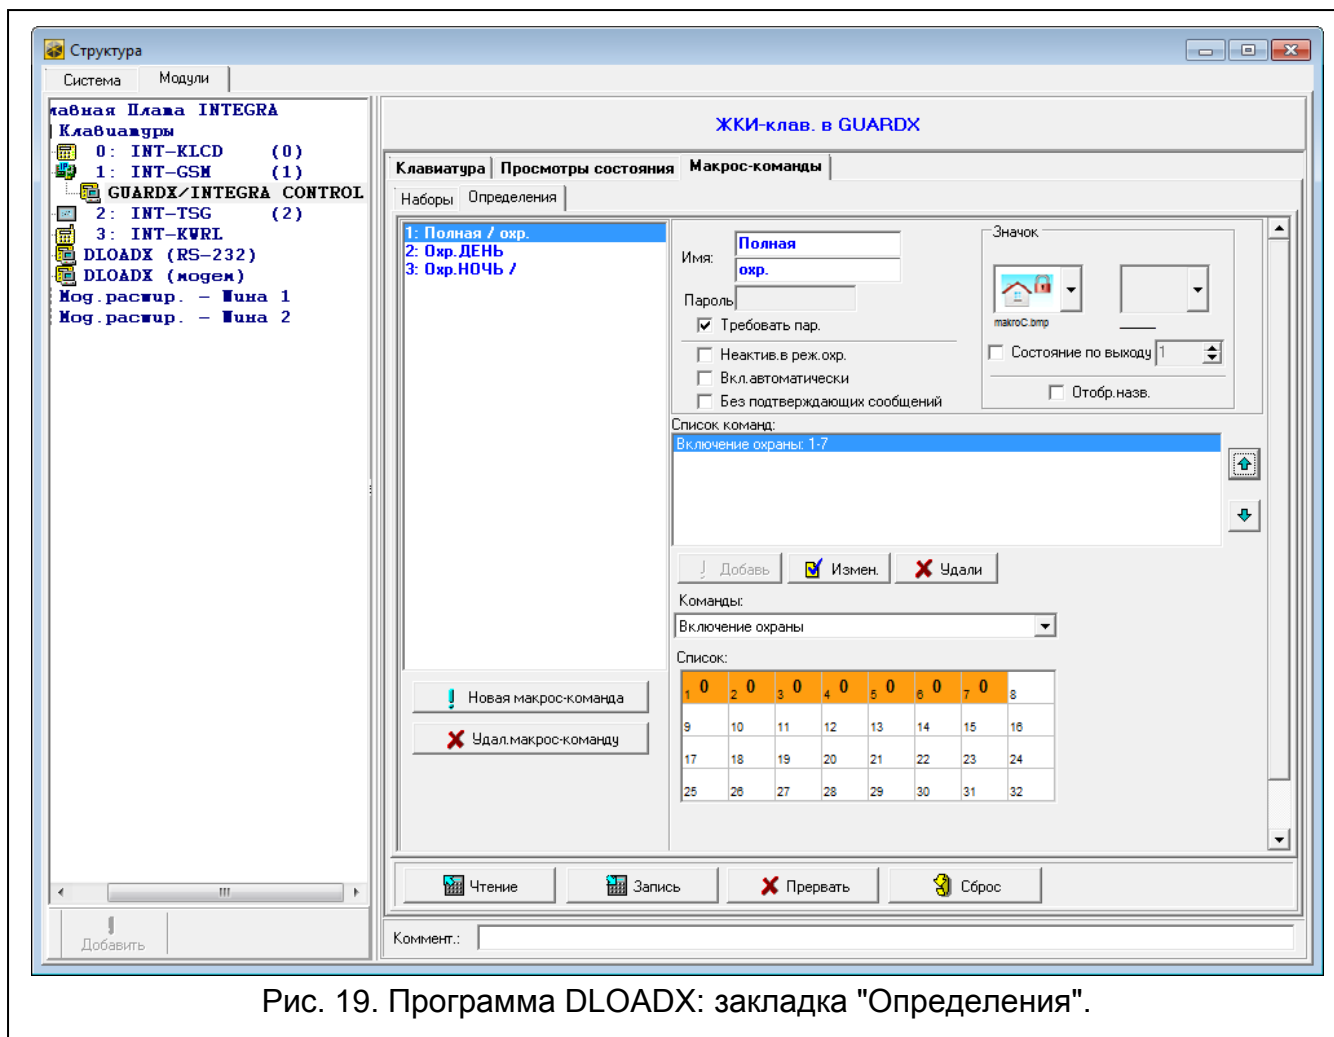 Структура
Система Модули
лавная Плата INTEGRA
Клавиатуры
0: INT-KLCD (0)
1: INT-GSM (1)
GUARDX/INTEGRA CONTROL
2: INT-TSG (2)
3: INT-KWRL
DLOADX (RS-232)
DLOADX (модем)
Мод.расшир. - Шина 1
Мод.расшир. - Шина 2
Добавить
ЖКИ-клав. в GUARDX
Клавиатура Просмотры состояния Макрос-команды
Наборы Определения
1: Полная / охр.
2: Охр.ДЕНЬ
3: Охр.НОЧЬ /
Новая макрос-команда
Удал.макрос-команду
Имя: Полная
охр.
Пароль
Требовать пар.
Неактив.в реж.охр.
Вкл.автоматически
Без подтверждающих сообщений
Значок
makroC.bmp
Состояние по выходу 1
Отобр.назв.
Список команд:
Включение охраны: 1-7
Добавь Измен. Удали
Команды:
Включение охраны
Список:
1 0 2 0 3 0 4 0 5 0 6 0 7 0 8
9 10 11 12 13 14 15 16
17 18 19 20 21 22 23 24
25 26 27 28 29 30 31 32
Чтение Запись Прервать Сброс
Коммент.:
Рис. 19. Программа DLOADX: закладка "Определения".